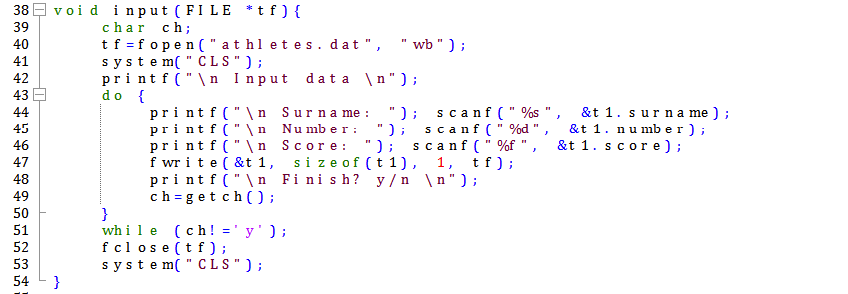 38 void input(FILE *tf){
39 char ch;
40 tf=fopen("athletes.dat", "wb");
41 system("CLS");
42 printf("\n Input data \n");
43 do {
44 printf("\n Surname: "); scanf("%s", &t1.surname);
45 printf("\n Number: "); scanf("%d", &t1.number);
46 printf("\n Score: "); scanf("%f", &t1.score);
47 fwrite(&t1, sizeof(t1), 1, tf);
48 printf("\n Finish? y/n \n");
49 ch=getch();
50 }
51 while (ch!='y');
52 fclose(tf);
53 system("CLS");
54 }